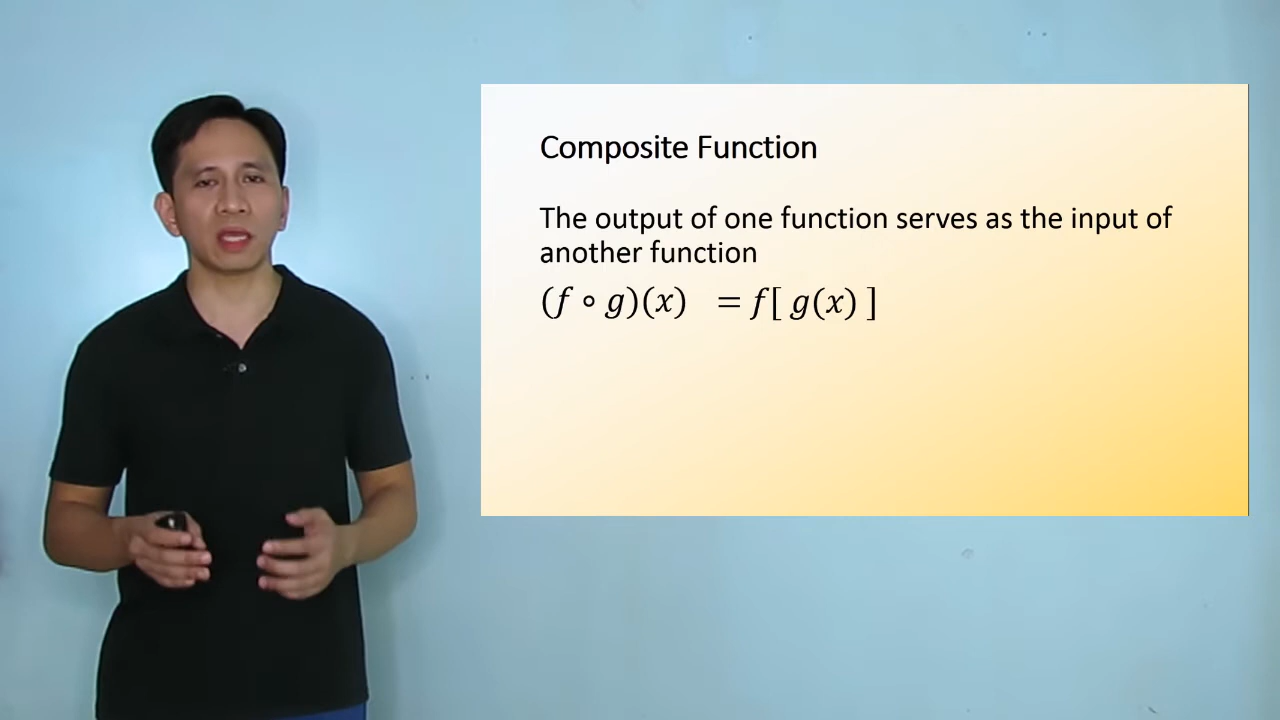 Composite Function
The output of one function serves as the input of
another function
(f ∘ g)(x) = f[ g(x) ]